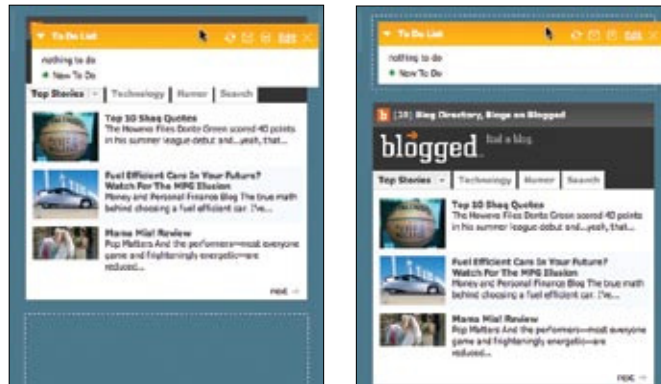 To Do List Edit
nothing to do
New To Do
Top Stories Technology Humor Search
Top 10 Shaq Quotes
The Howeva Files Donte Green scored 40 points
in his summer league debut and...yeah, that...
Fuel Efficient Cars In Your Future?
Watch For The MPG Illusion
Money and Personal Finance Blog The true math
behind choosing a fuel efficient car. I've...
Mama Mia! Review
Pop Matters And the performers—most everyone
game and frighteningly energetic—are
reduced...
next →
To Do List Edit
nothing to do
New To Do
b [10] Blog Directory, Blogs on Blogged
blogged find a blog
Top Stories Technology Humor Search
Top 10 Shaq Quotes
The Howeva Files Donte Green scored 40 points
in his summer league debut and...yeah, that...
Fuel Efficient Cars In Your Future?
Watch For The MPG Illusion
Money and Personal Finance Blog The true math
behind choosing a fuel efficient car. I've...
Mama Mia! Review
Pop Matters And the performers—most everyone
game and frighteningly energetic—are
reduced...
next →